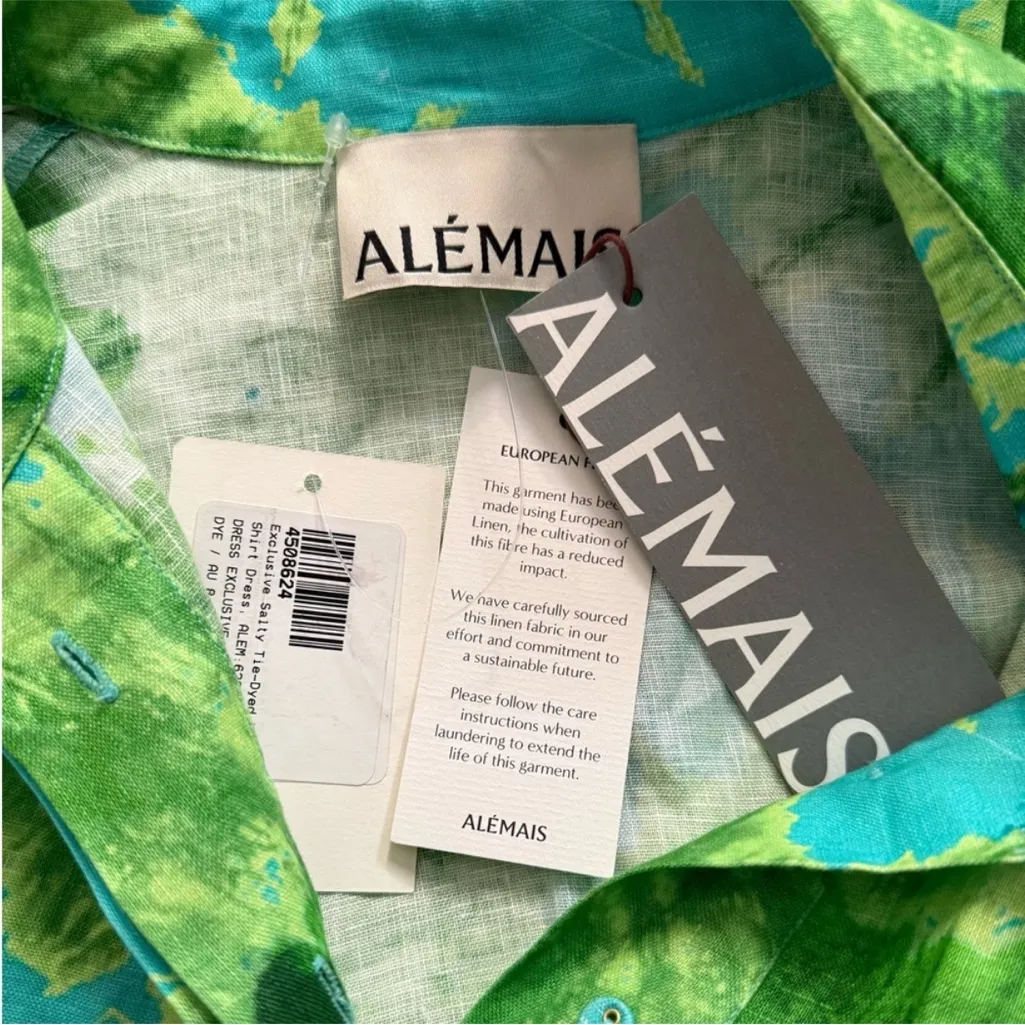 ALÉMAIS
ALÉMAIS
EUROPEAN
This garment has been
made using European
Linen, the cultivation of
this fibre has a reduced
impact.
We have carefully sourced
this linen fabric in our
effort and commitment to
a sustainable future.
Please follow the care
instructions when
laundering to extend the
life of this garment.
ALÉMAIS
4508624
Exclusive Sally Tie-Dyed
Shirt Dress, ALEM:62
DRESS EXCLUSIVE
DYE / AU